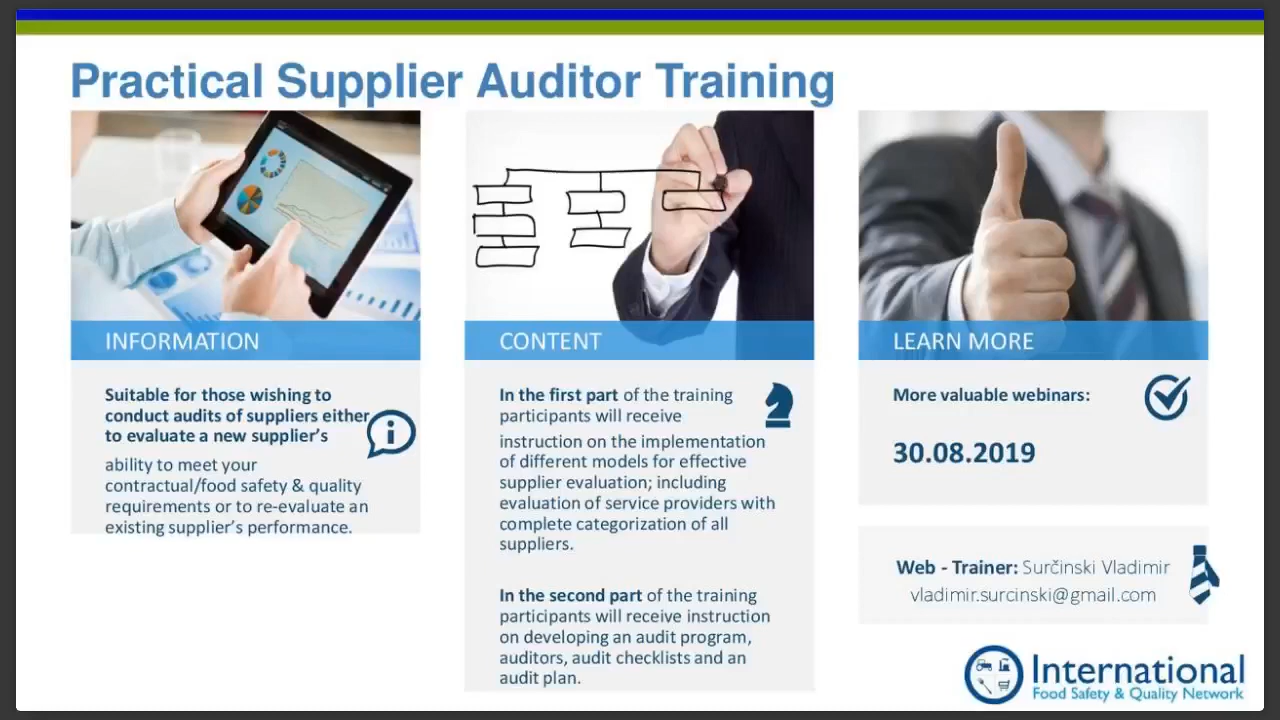 Practical Supplier Auditor Training
INFORMATION
Suitable for those wishing to
conduct audits of suppliers either
to evaluate a new supplier's
ability to meet your
contractual/food safety & quality
requirements or to re-evaluate an
existing supplier's performance.
CONTENT
In the first part of the training
participants will receive
instruction on the implementation
of different models for effective
supplier evaluation; including
evaluation of service providers with
complete categorization of all
suppliers.
In the second part of the training
participants will receive instruction
on developing an audit program,
auditors, audit checklists and an
audit plan.
LEARN MORE
More valuable webinars:
30.08.2019
Web - Trainer: Surčinski Vladimir
vladimir.surcinski@gmail.com
International
Food Safety & Quality Network